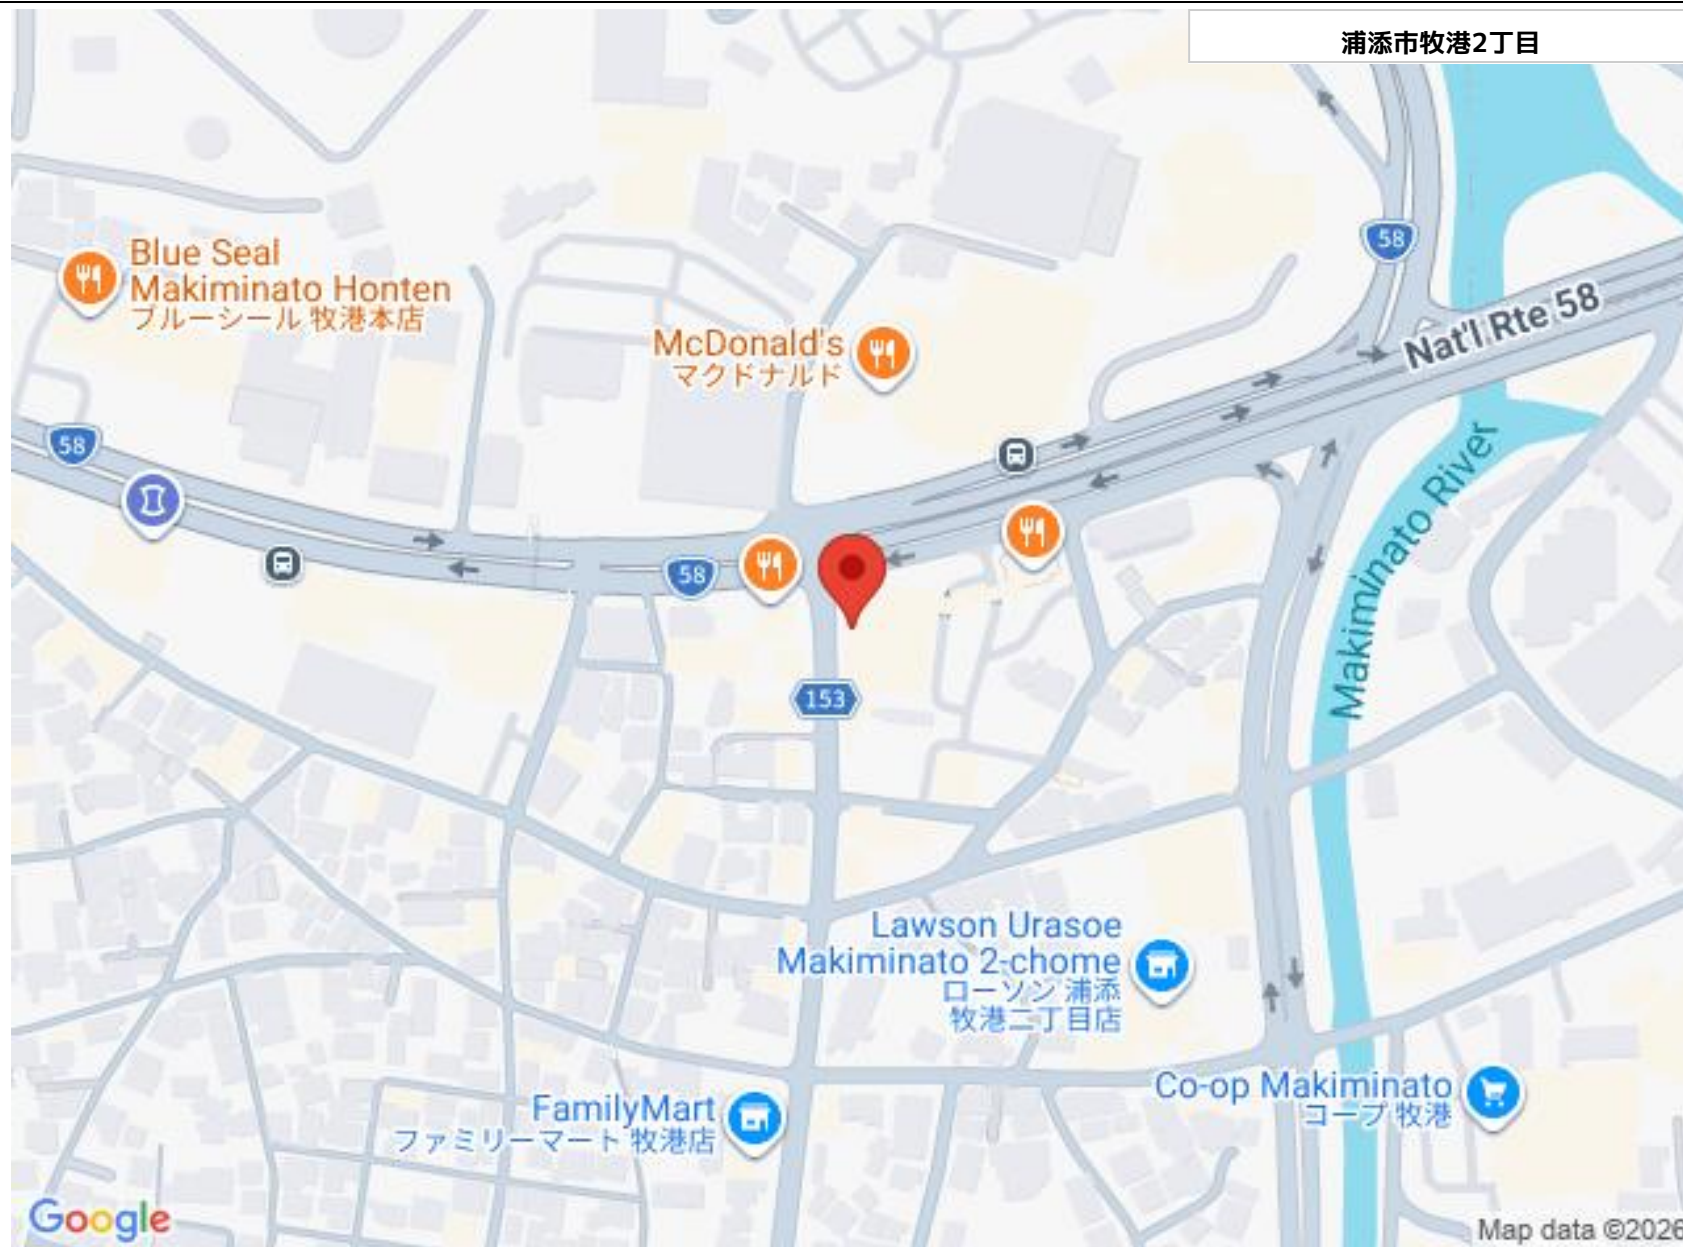 浦添市牧港2丁目
58
Blue Seal
Makiminato Honten
ブルーシール 牧港本店
McDonald's
マクドナルド
Nat'l Rte 58
58
58
Makiminato River
153
Lawson Urasoe
Makiminato 2-chome
ローソン 浦添
牧港二丁目店
Co-op Makiminato
コープ 牧港
FamilyMart
ファミリーマート 牧港店
Google
Map data ©2026